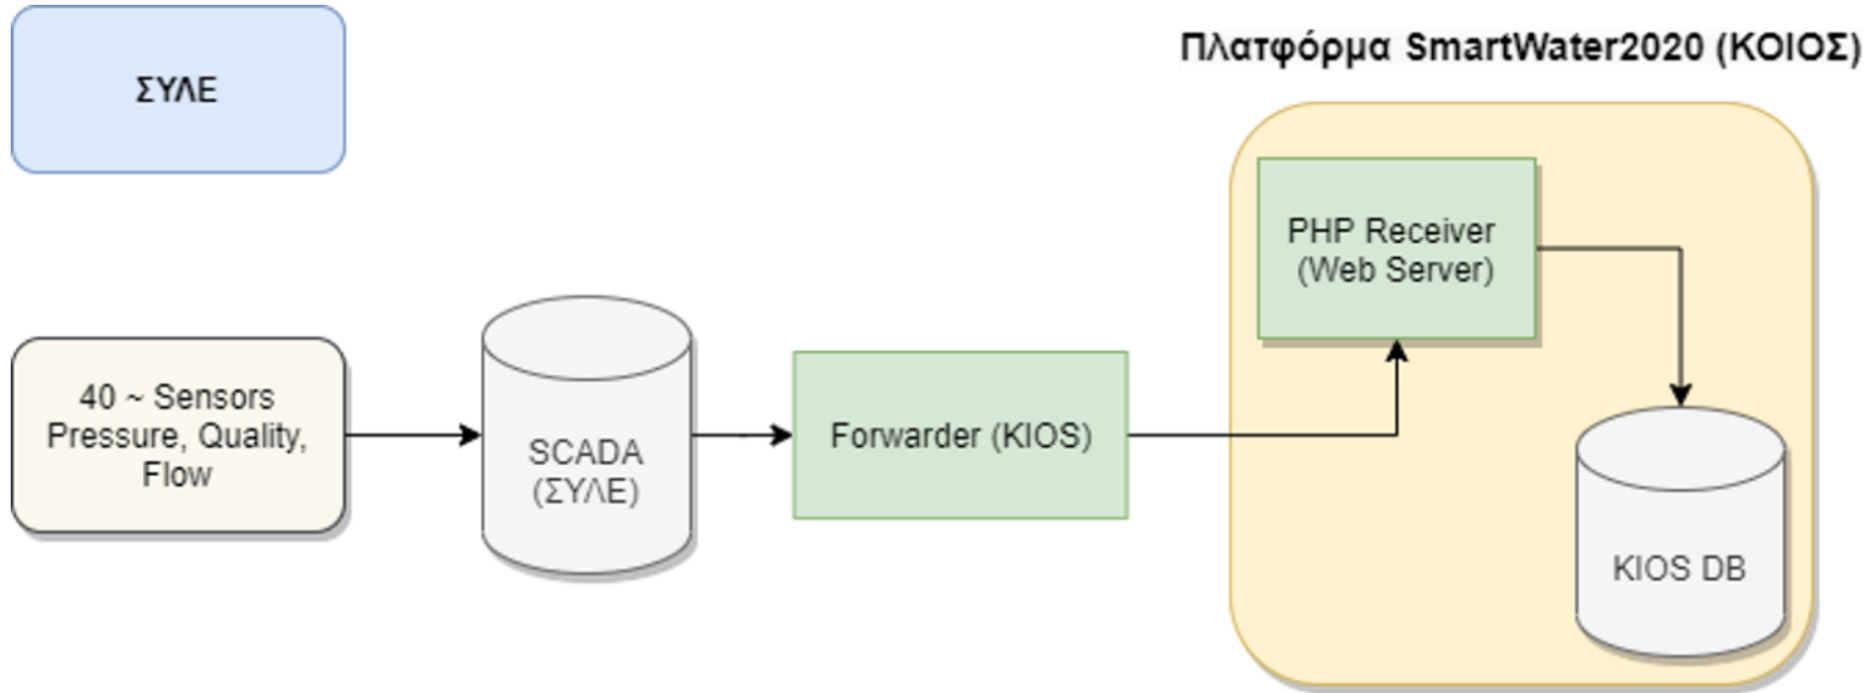 ΣΥΛΕ
Πλατφόρμα SmartWater2020 (ΚΟΙΟΣ)
PHP Receiver
(Web Server)
40 ~ Sensors
Pressure, Quality,
Flow
SCADA
(ΣΥΛΕ)
Forwarder (KIOS)
KIOS DB